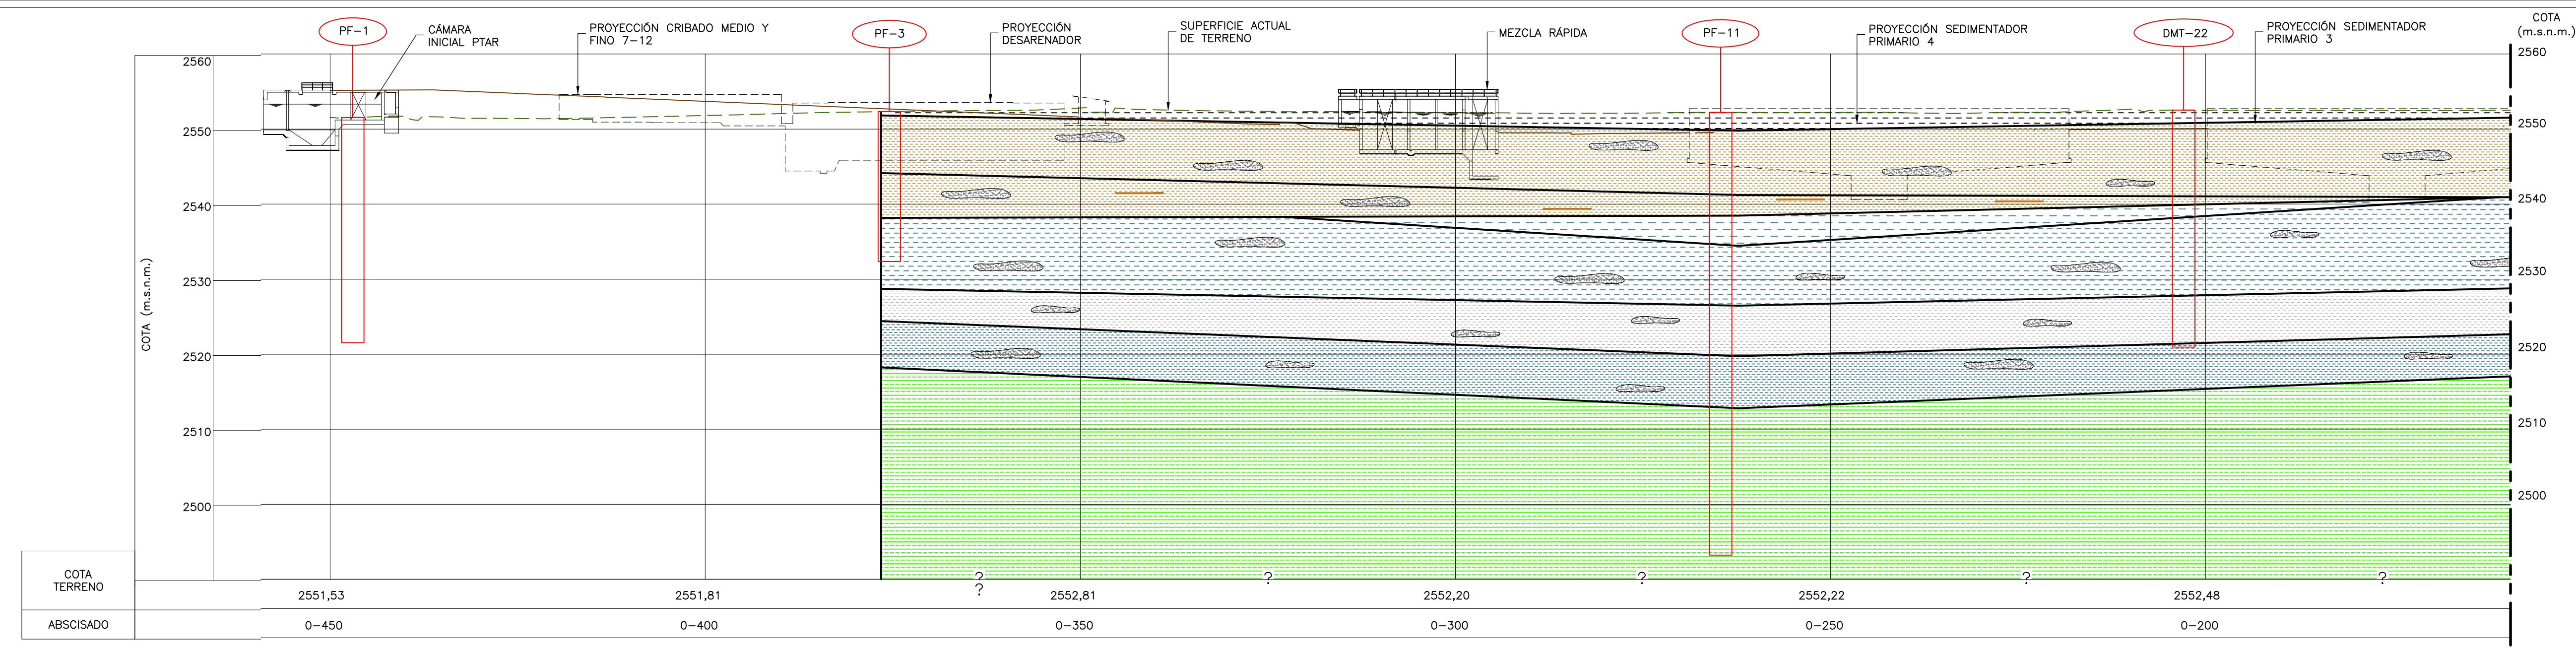 PF-1
CÁMARA
INICIAL PTAR
PROYECCIÓN CRIBADO MEDIO Y
FINO 7-12
PF-3
PROYECCIÓN
DESARENADOR
SUPERFICIE ACTUAL
DE TERRENO
MEZCLA RÁPIDA
PF-11
PROYECCIÓN SEDIMENTADOR
PRIMARIO 4
DMT-22
PROYECCIÓN SEDIMENTADOR
PRIMARIO 3
COTA
(m.s.n.m.)
2560
2550
2540
2530
2520
2510
2500
COTA (m.s.n.m.)
2560
2550
2540
2530
2520
2510
2500
? ? ? ? ?
?
COTA
TERRENO
2551,53 2551,81 2552,81 2552,20 2552,22 2552,48
ABSCISADO 0-450 0-400 0-350 0-300 0-250 0-200